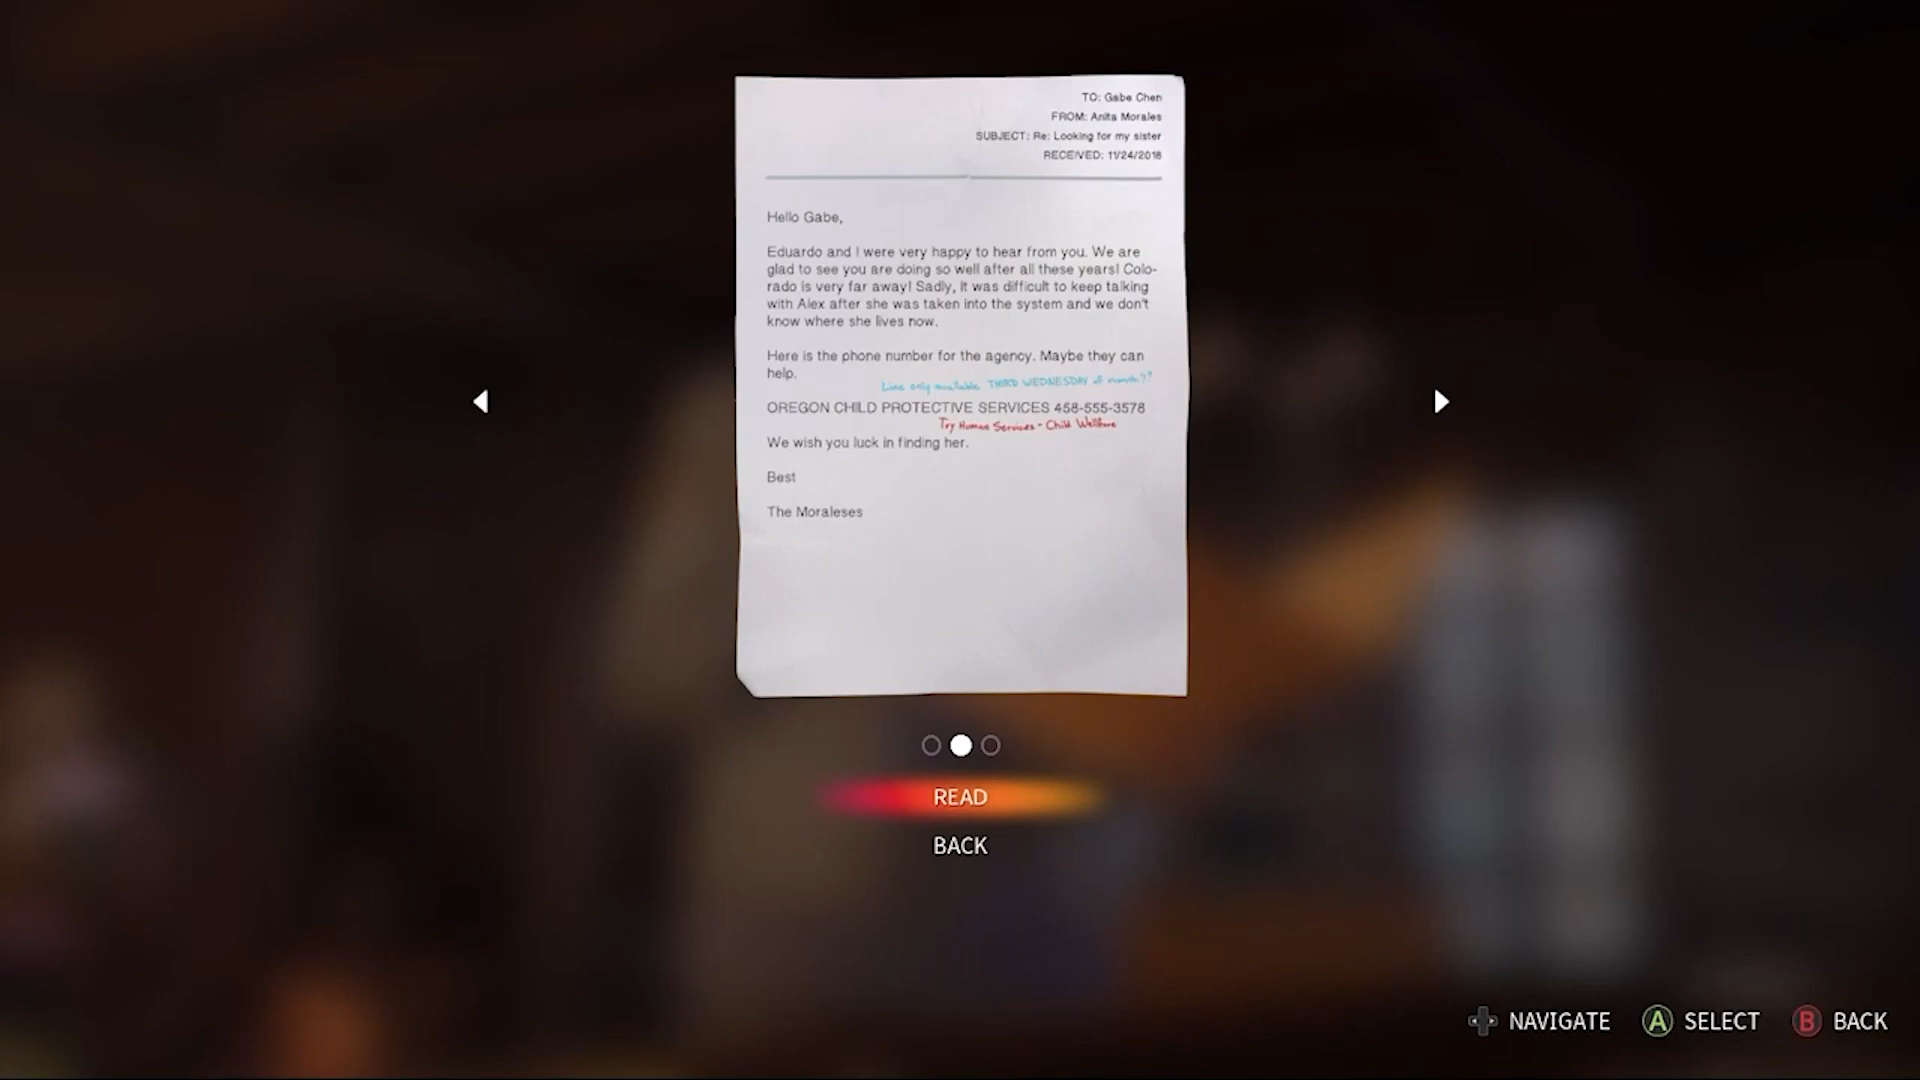 TO: Gabe Chen
FROM: Anita Morales
SUBJECT: Re: Looking for my sister
RECEIVED: 11/24/2018
Hello Gabe,
Eduardo and I were very happy to hear from you. We are
glad to see you are doing so well after all these years! Colo-
rado is very far away! Sadly, it was difficult to keep talking
with Alex after she was taken into the system and we don't
know where she lives now.
Here is the phone number for the agency. Maybe they can
help.
Line only available THIRD WEDNESDAY of month??
OREGON CHILD PROTECTIVE SERVICES 458-555-3578
Try Human Services - Child Welfare
We wish you luck in finding her.
Best
The Moraleses
READ
BACK
NAVIGATE A SELECT B BACK